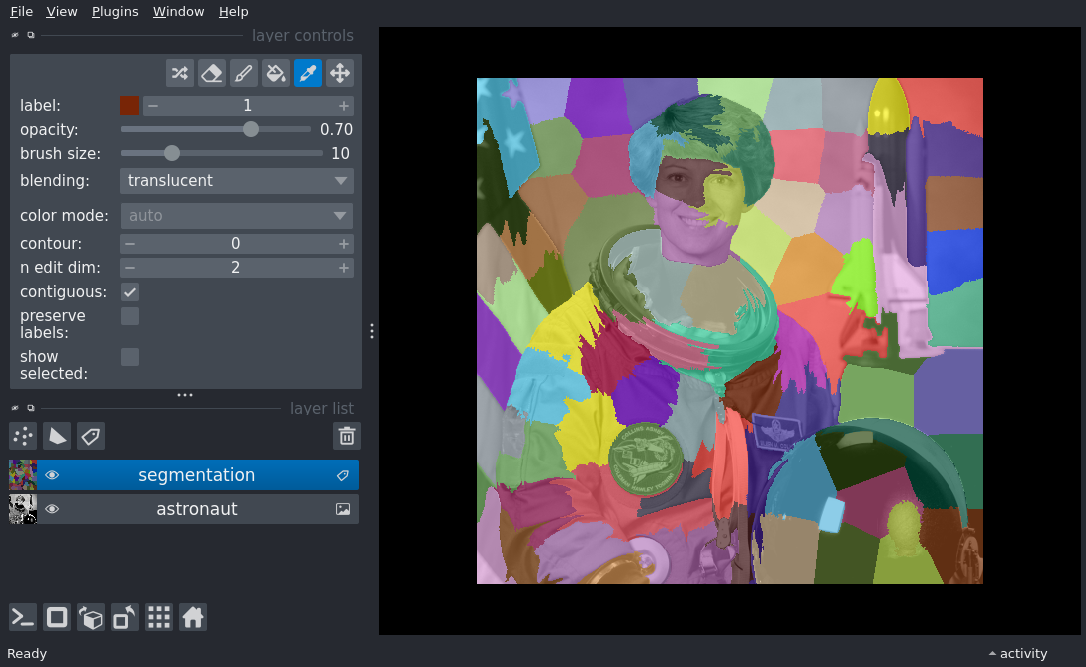 File View Plugins Window Help
layer controls
label: 1
opacity: 0.70
brush size: 10
blending: translucent
color mode: auto
contour: 0
n edit dim: 2
contiguous:
preserve
labels:
show
selected:
layer list
segmentation
astronaut
Ready
activity